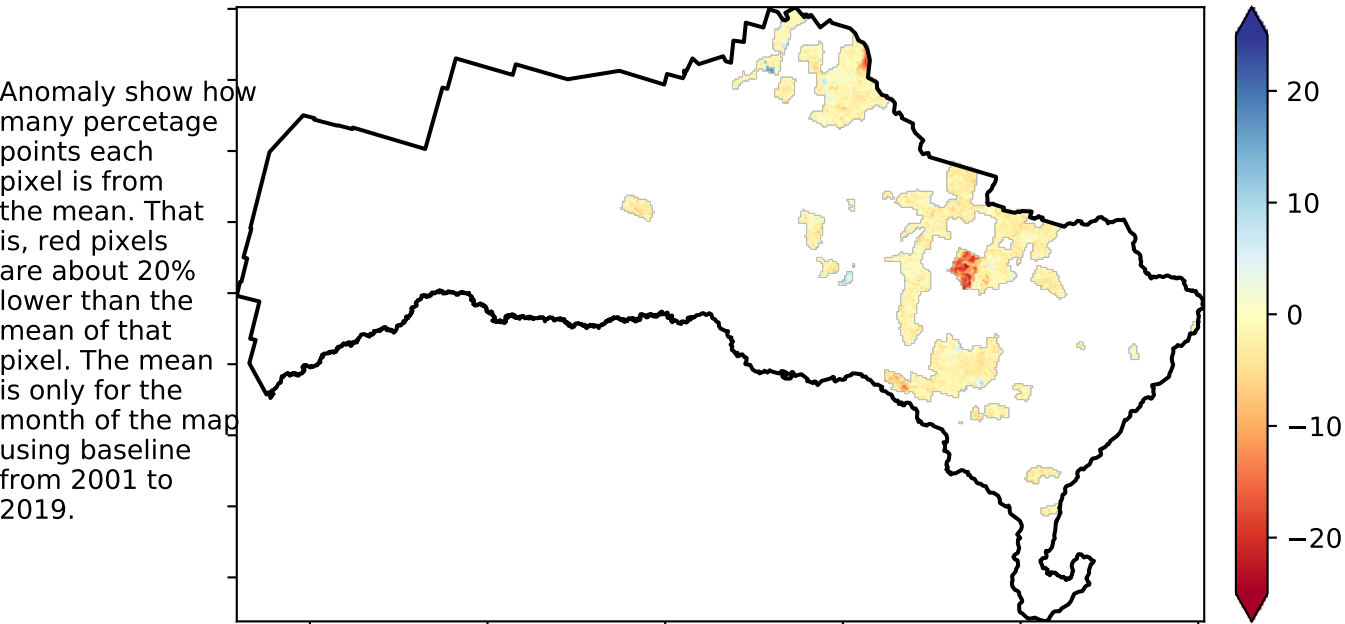 Anomaly show how
many percetage
points each
pixel is from
the mean. That
is, red pixels
are about 20%
lower than the
mean of that
pixel. The mean
is only for the
month of the map
using baseline
from 2001 to
2019.
20
10
0
−10
−20